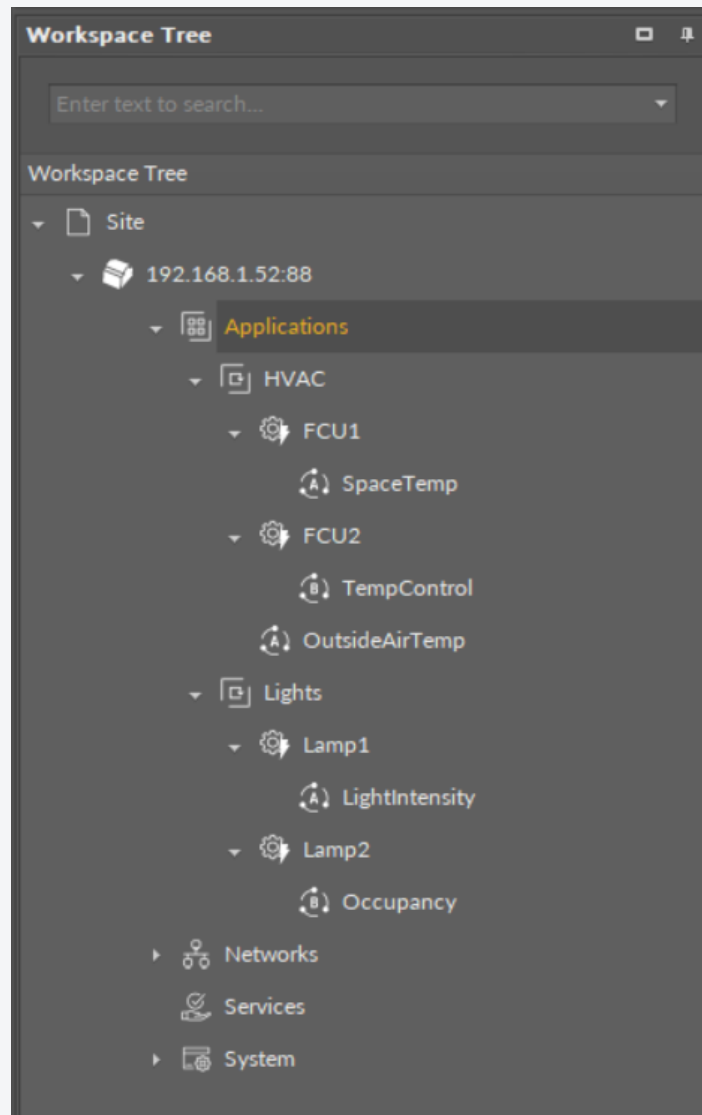 Workspace Tree
Enter text to search...
Workspace Tree
Site
192.168.1.52:88
Applications
HVAC
FCU1
A SpaceTemp
FCU2
B TempControl
A OutsideAirTemp
Lights
Lamp1
A LightIntensity
Lamp2
B Occupancy
Networks
Services
System